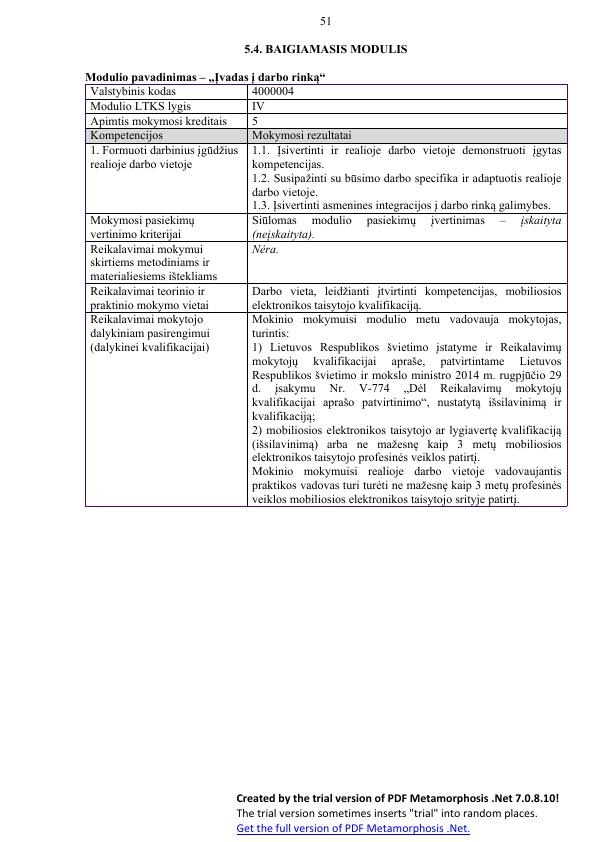 51
5.4. BAIGIAMASIS MODULIS
Modulio pavadinimas – „Įvadas į darbo rinką“
Valstybinis kodas
4000004
Modulio LTKS lygis
IV
Apimtis mokymosi kreditais
5
Kompetencijos
Mokymosi rezultatai
1. Formuoti darbinius įgūdžius
realioje darbo vietoje
1.1. Įsivertinti ir realioje darbo vietoje demonstruoti įgytas
kompetencijas.
1.2. Susipažinti su būsimo darbo specifika ir adaptuotis realioje
darbo vietoje.
1.3. Įsivertinti asmenines integracijos į darbo rinką galimybes.
Mokymosi pasiekimų
vertinimo kriterijai
Siūlomas modulio pasiekimų įvertinimas – įskaityta
(neįskaityta).
Reikalavimai mokymui
skirtiems metodiniams ir
materialiesiems ištekliams
Nėra.
Reikalavimai teorinio ir
praktinio mokymo vietai
Darbo vieta, leidžianti įtvirtinti kompetencijas, mobiliosios
elektronikos taisytojo kvalifikaciją.
Reikalavimai mokytojo
dalykiniam pasirengimui
(dalykinei kvalifikacijai)
Mokinio mokymuisi modulio metu vadovauja mokytojas,
turintis:
1) Lietuvos Respublikos švietimo įstatyme ir Reikalavimų
mokytojų kvalifikacijai apraše, patvirtintame Lietuvos
Respublikos švietimo ir mokslo ministro 2014 m. rugpjūčio 29
d. įsakymu Nr. V-774 „Dėl Reikalavimų mokytojų
kvalifikacijai aprašo patvirtinimo“, nustatytą išsilavinimą ir
kvalifikaciją;
2) mobiliosios elektronikos taisytojo ar lygiavertę kvalifikaciją
(išsilavinimą) arba ne mažesnę kaip 3 metų mobiliosios
elektronikos taisytojo profesinės veiklos patirtį.
Mokinio mokymuisi realioje darbo vietoje vadovaujantis
praktikos vadovas turi turėti ne mažesnę kaip 3 metų profesinės
veiklos mobiliosios elektronikos taisytojo srityje patirtį.
Created by the trial version of PDF Metamorphosis .Net 7.0.8.10!
The trial version sometimes inserts "trial" into random places.
Get the full version of PDF Metamorphosis .Net.